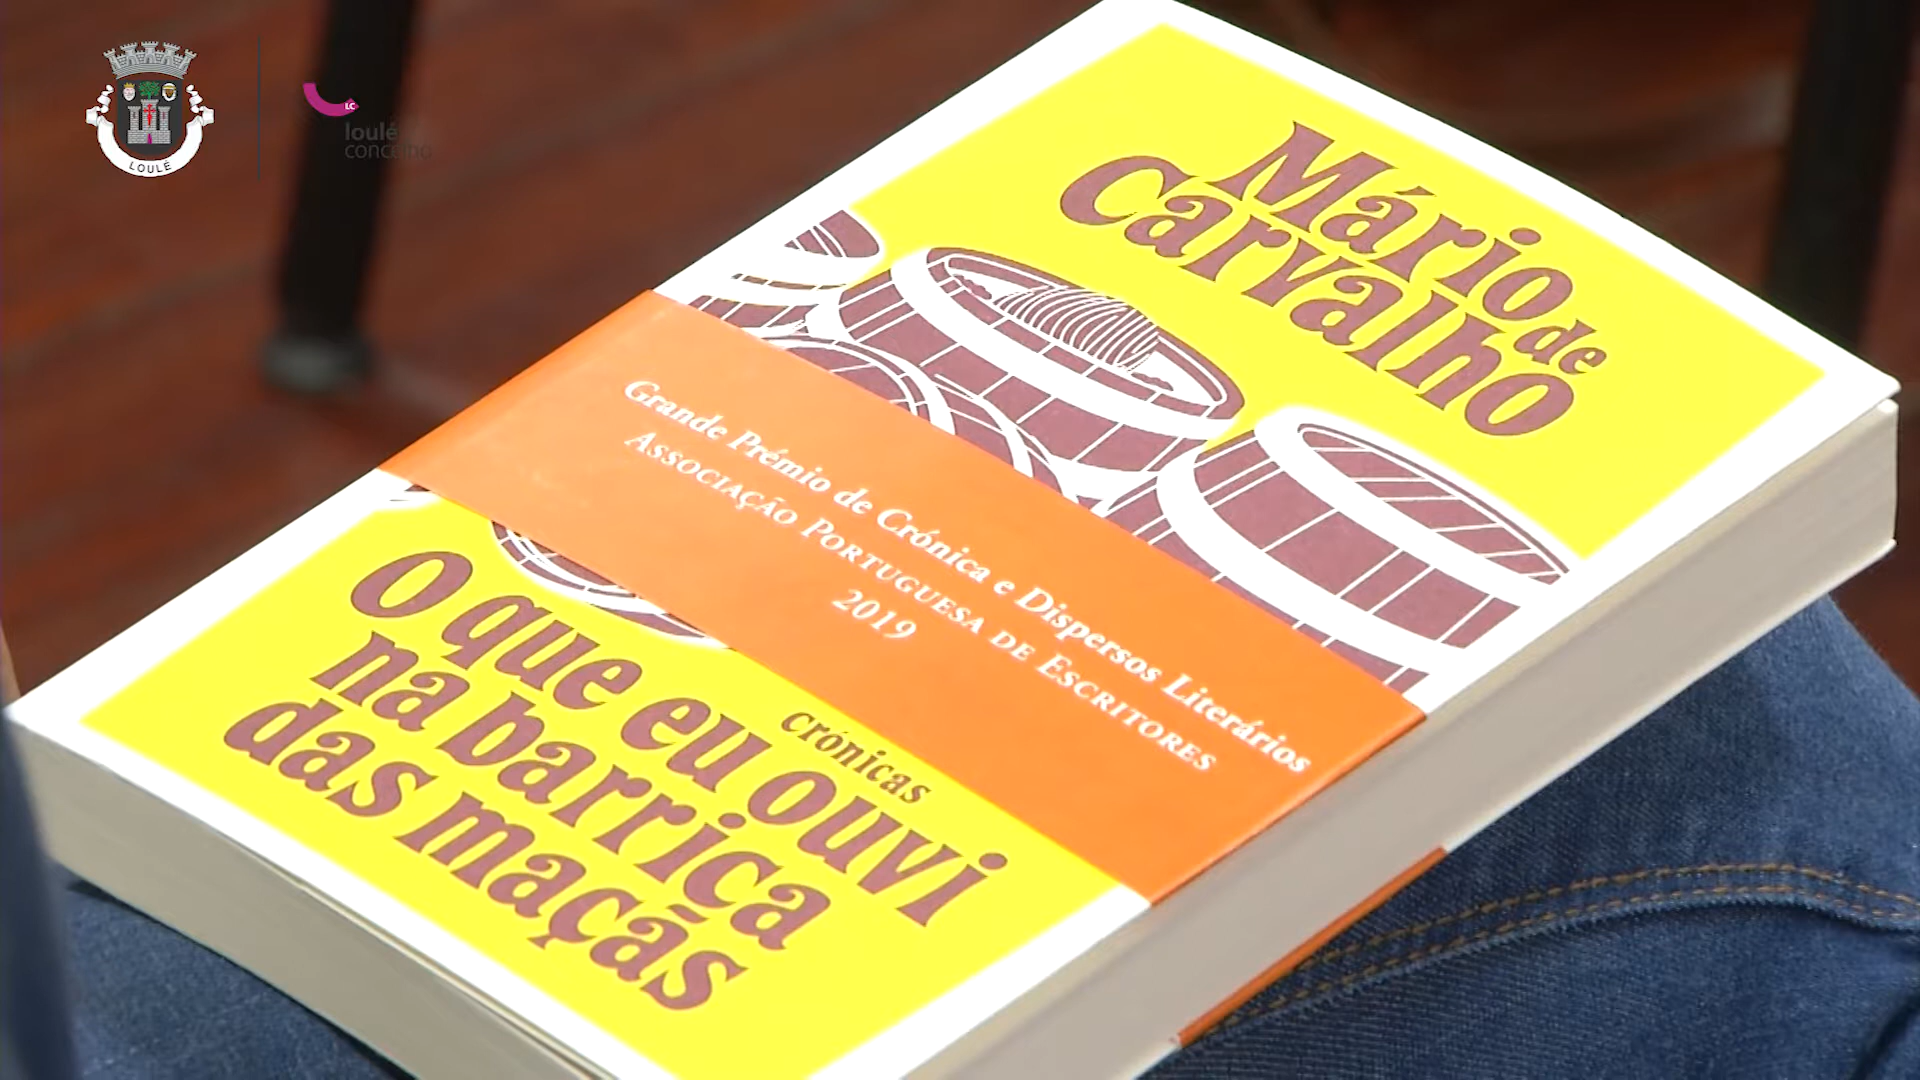 LOULÉ
LC
loulé
concelho
Mário de
Carvalho
Grande Prémio de Crónica e Dispersos Literários
Associação Portuguesa de Escritores
2019
crónicas
O que eu ouvi
na barrica
das maçãs